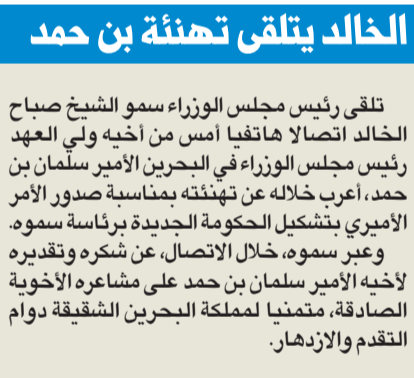 الخالد يتلقى تهنئة بن حمد
تلقى رئيس مجلس الوزراء سمو الشيخ صباح
الخالد اتصالا هاتفيا أمس من أخيه ولي العهد
رئيس مجلس الوزراء في البحرين الأمير سلمان بن
حمد، أعرب خلاله عن تهنئته بمناسبة صدور الأمر
الأميري بتشكيل الحكومة الجديدة برئاسة سموه.
وعبر سموه، خلال الاتصال، عن شكره وتقديره
لأخيه الأمير سلمان بن حمد على مشاعره الأخوية
الصادقة، متمنيا لمملكة البحرين الشقيقة دوام
التقدم والازدهار.